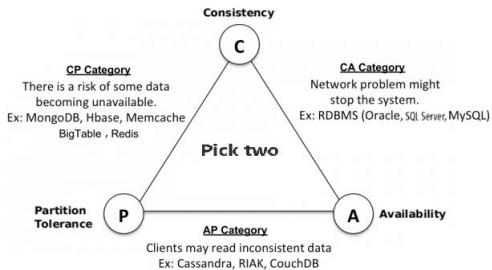 Consistency
C
CP Category
There is a risk of some data
becoming unavailable.
Ex: MongoDB, Hbase, Memcache
BigTable , Redis
CA Category
Network problem might
stop the system.
Ex: RDBMS (Oracle, SQL Server, MySQL)
Pick two
Partition
Tolerance
P
A
Availability
AP Category
Clients may read inconsistent data
Ex: Cassandra, RIAK, CouchDB